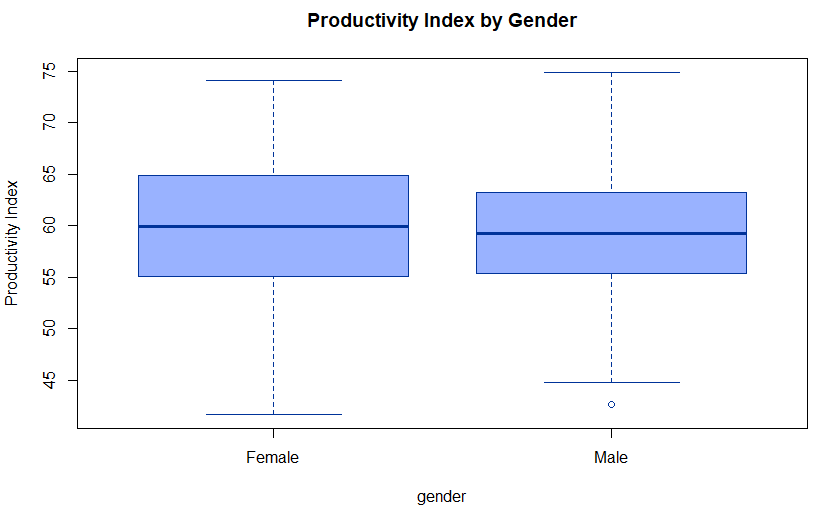 Productivity Index by Gender
Productivity Index
75
70
65
60
55
50
45
Female Male
gender